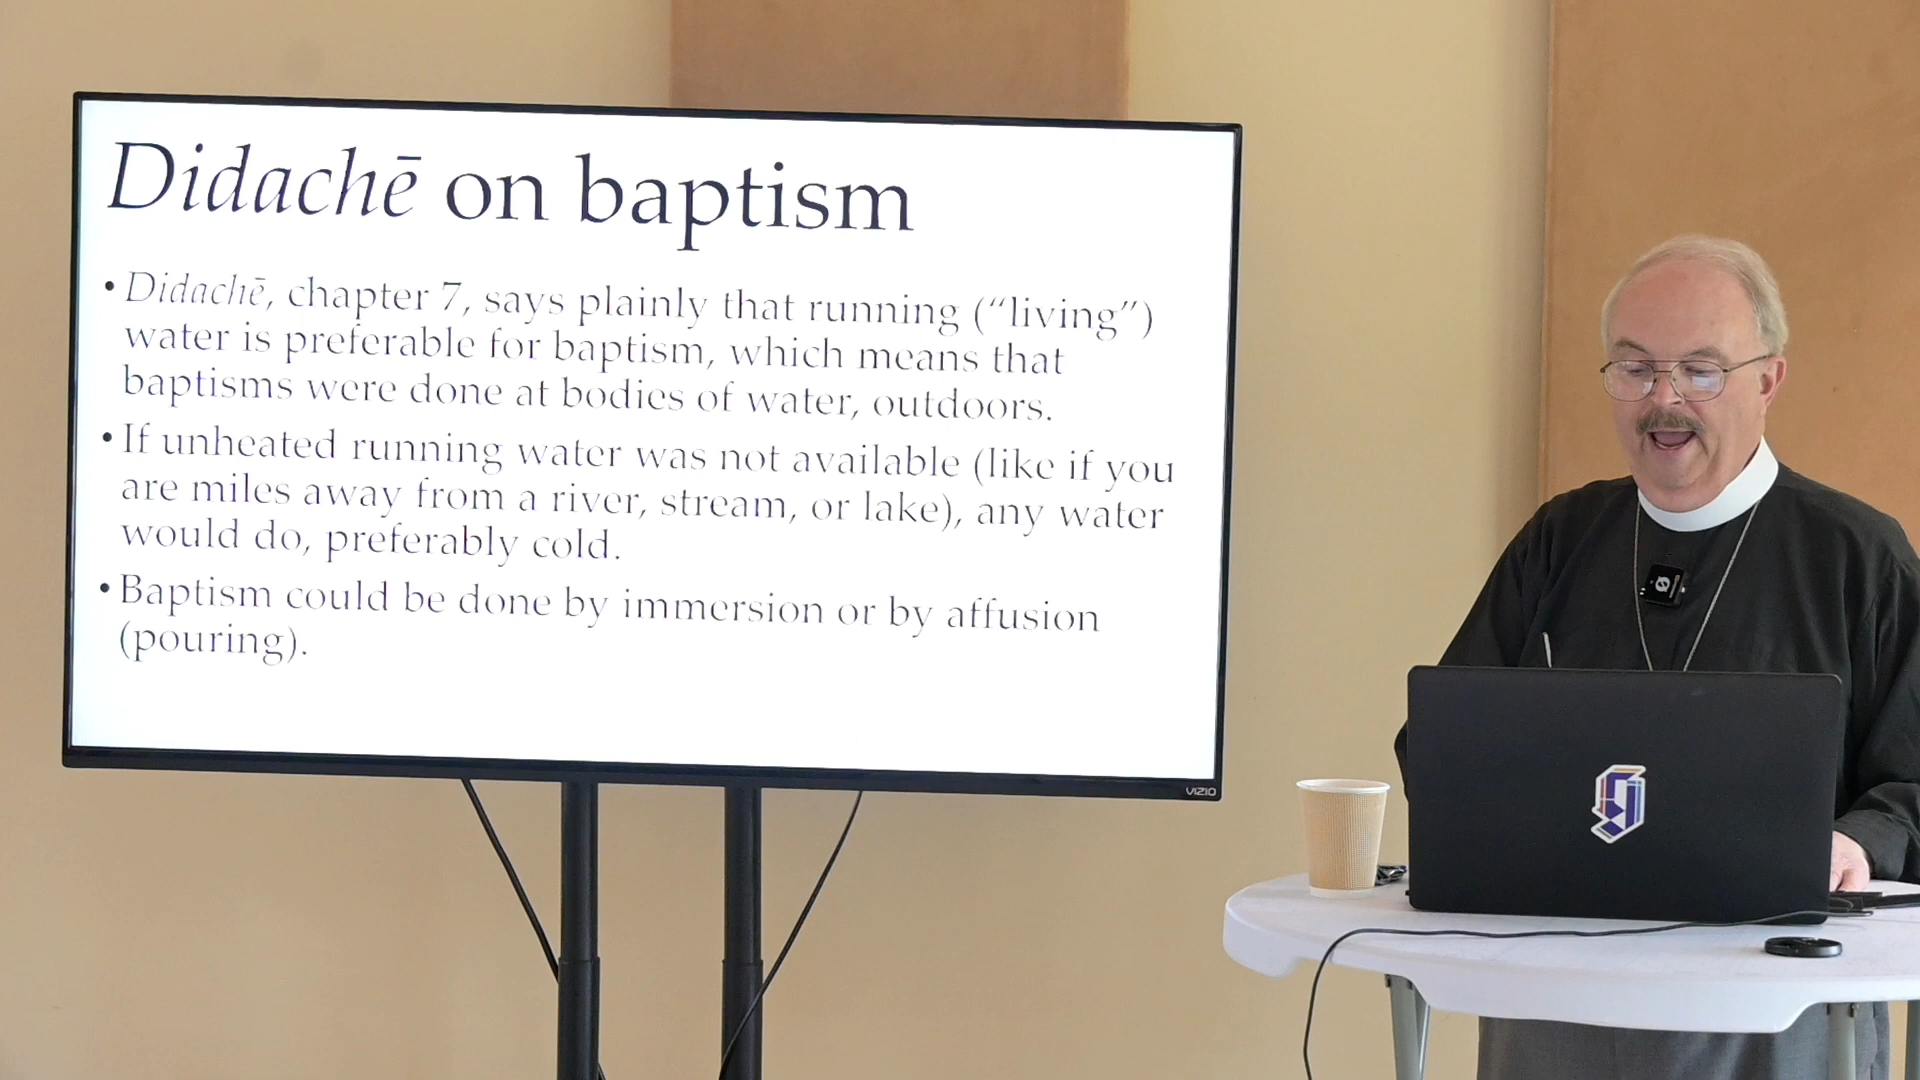 Didachē on baptism
• Didachē, chapter 7, says plainly that running (“living”)
water is preferable for baptism, which means that
baptisms were done at bodies of water, outdoors.
• If unheated running water was not available (like if you
are miles away from a river, stream, or lake), any water
would do, preferably cold.
• Baptism could be done by immersion or by affusion
(pouring).
VIZIO